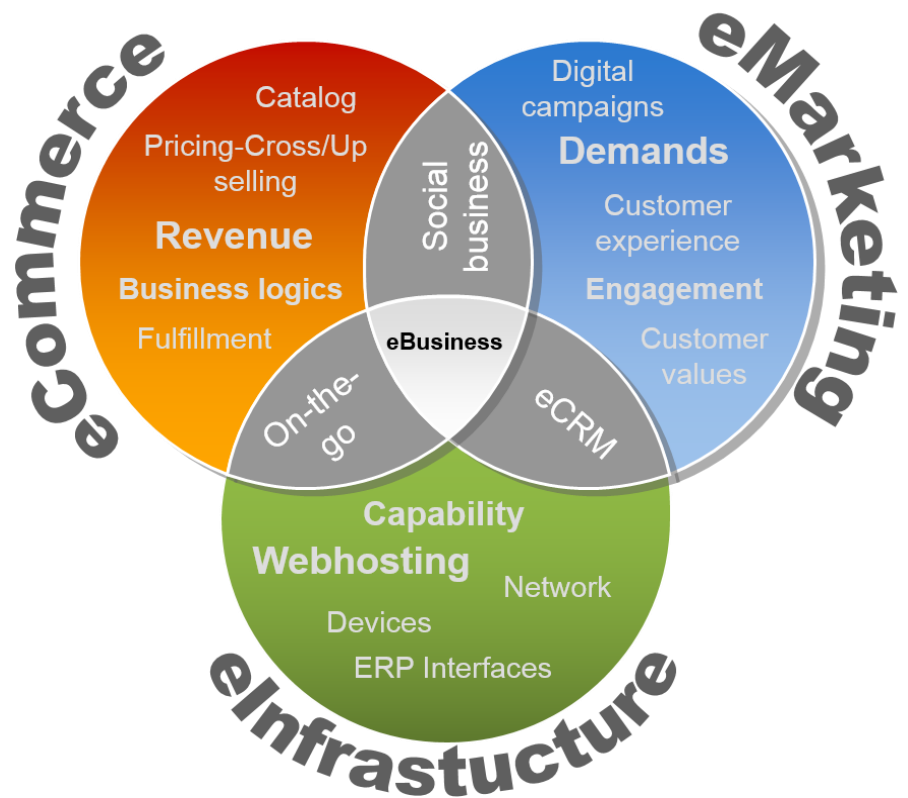 eCommerce
eMarketing
Catalog
Pricing-Cross/Up
selling
Revenue
Business logics
Fulfillment
Social
business
Digital
campaigns
Demands
Customer
experience
Engagement
Customer
values
eBusiness
On-the-
go
eCRM
Capability
Webhosting
Network
Devices
ERP Interfaces
eInfrastucture